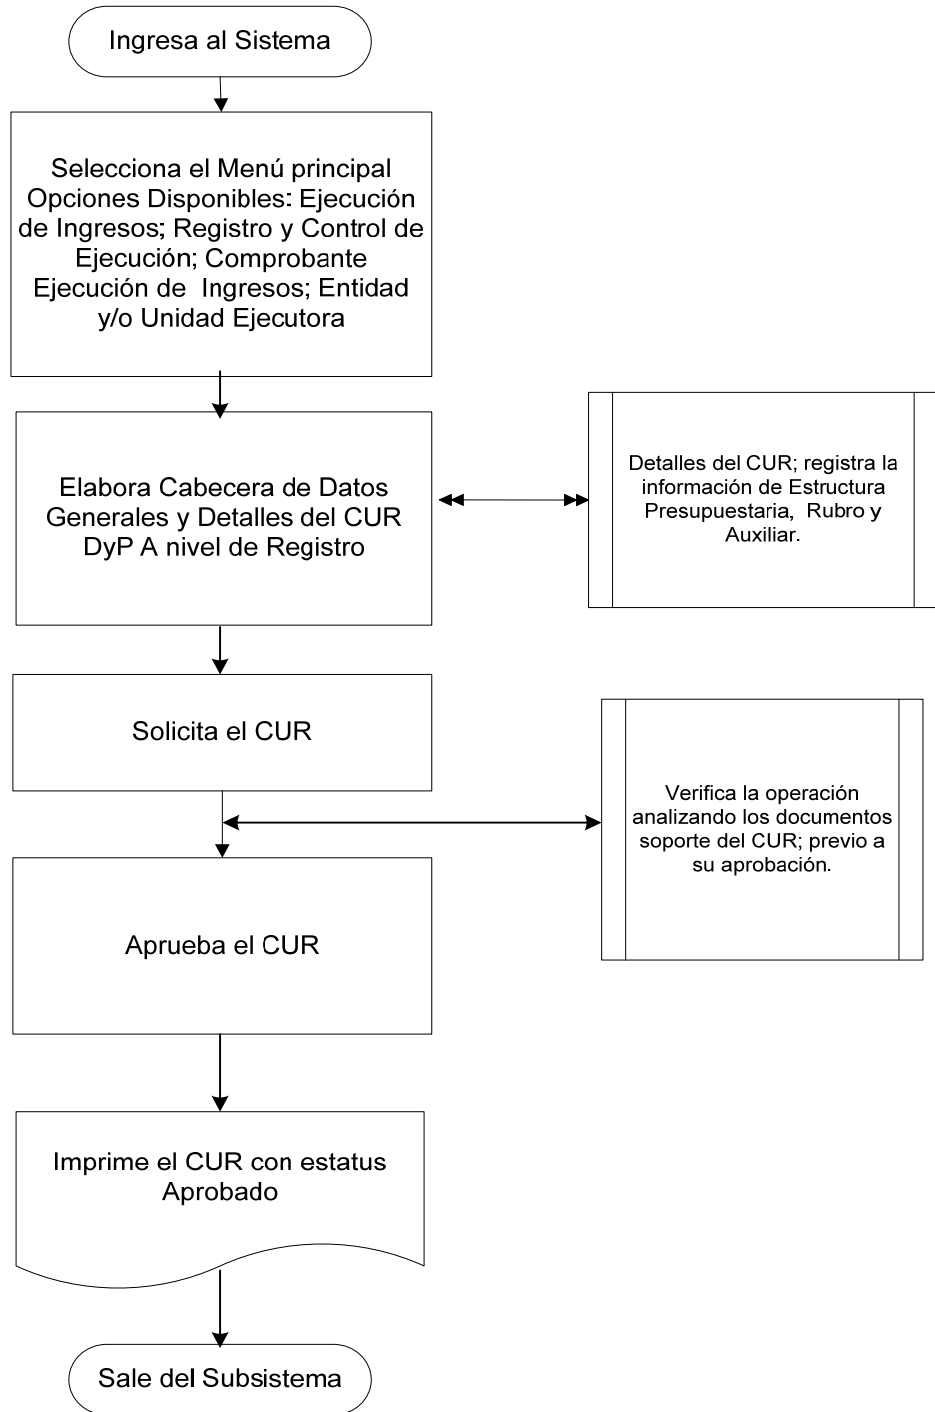 Ingresa al Sistema
Selecciona el Menú principal
Opciones Disponibles: Ejecución
de Ingresos; Registro y Control de
Ejecución; Comprobante
Ejecución de Ingresos; Entidad
y/o Unidad Ejecutora
Elabora Cabecera de Datos
Generales y Detalles del CUR
DyP A nivel de Registro
Detalles del CUR; registra la
información de Estructura
Presupuestaria, Rubro y
Auxiliar.
Solicita el CUR
Verifica la operación
analizando los documentos
soporte del CUR; previo a
su aprobación.
Aprueba el CUR
Imprime el CUR con estatus
Aprobado
Sale del Subsistema